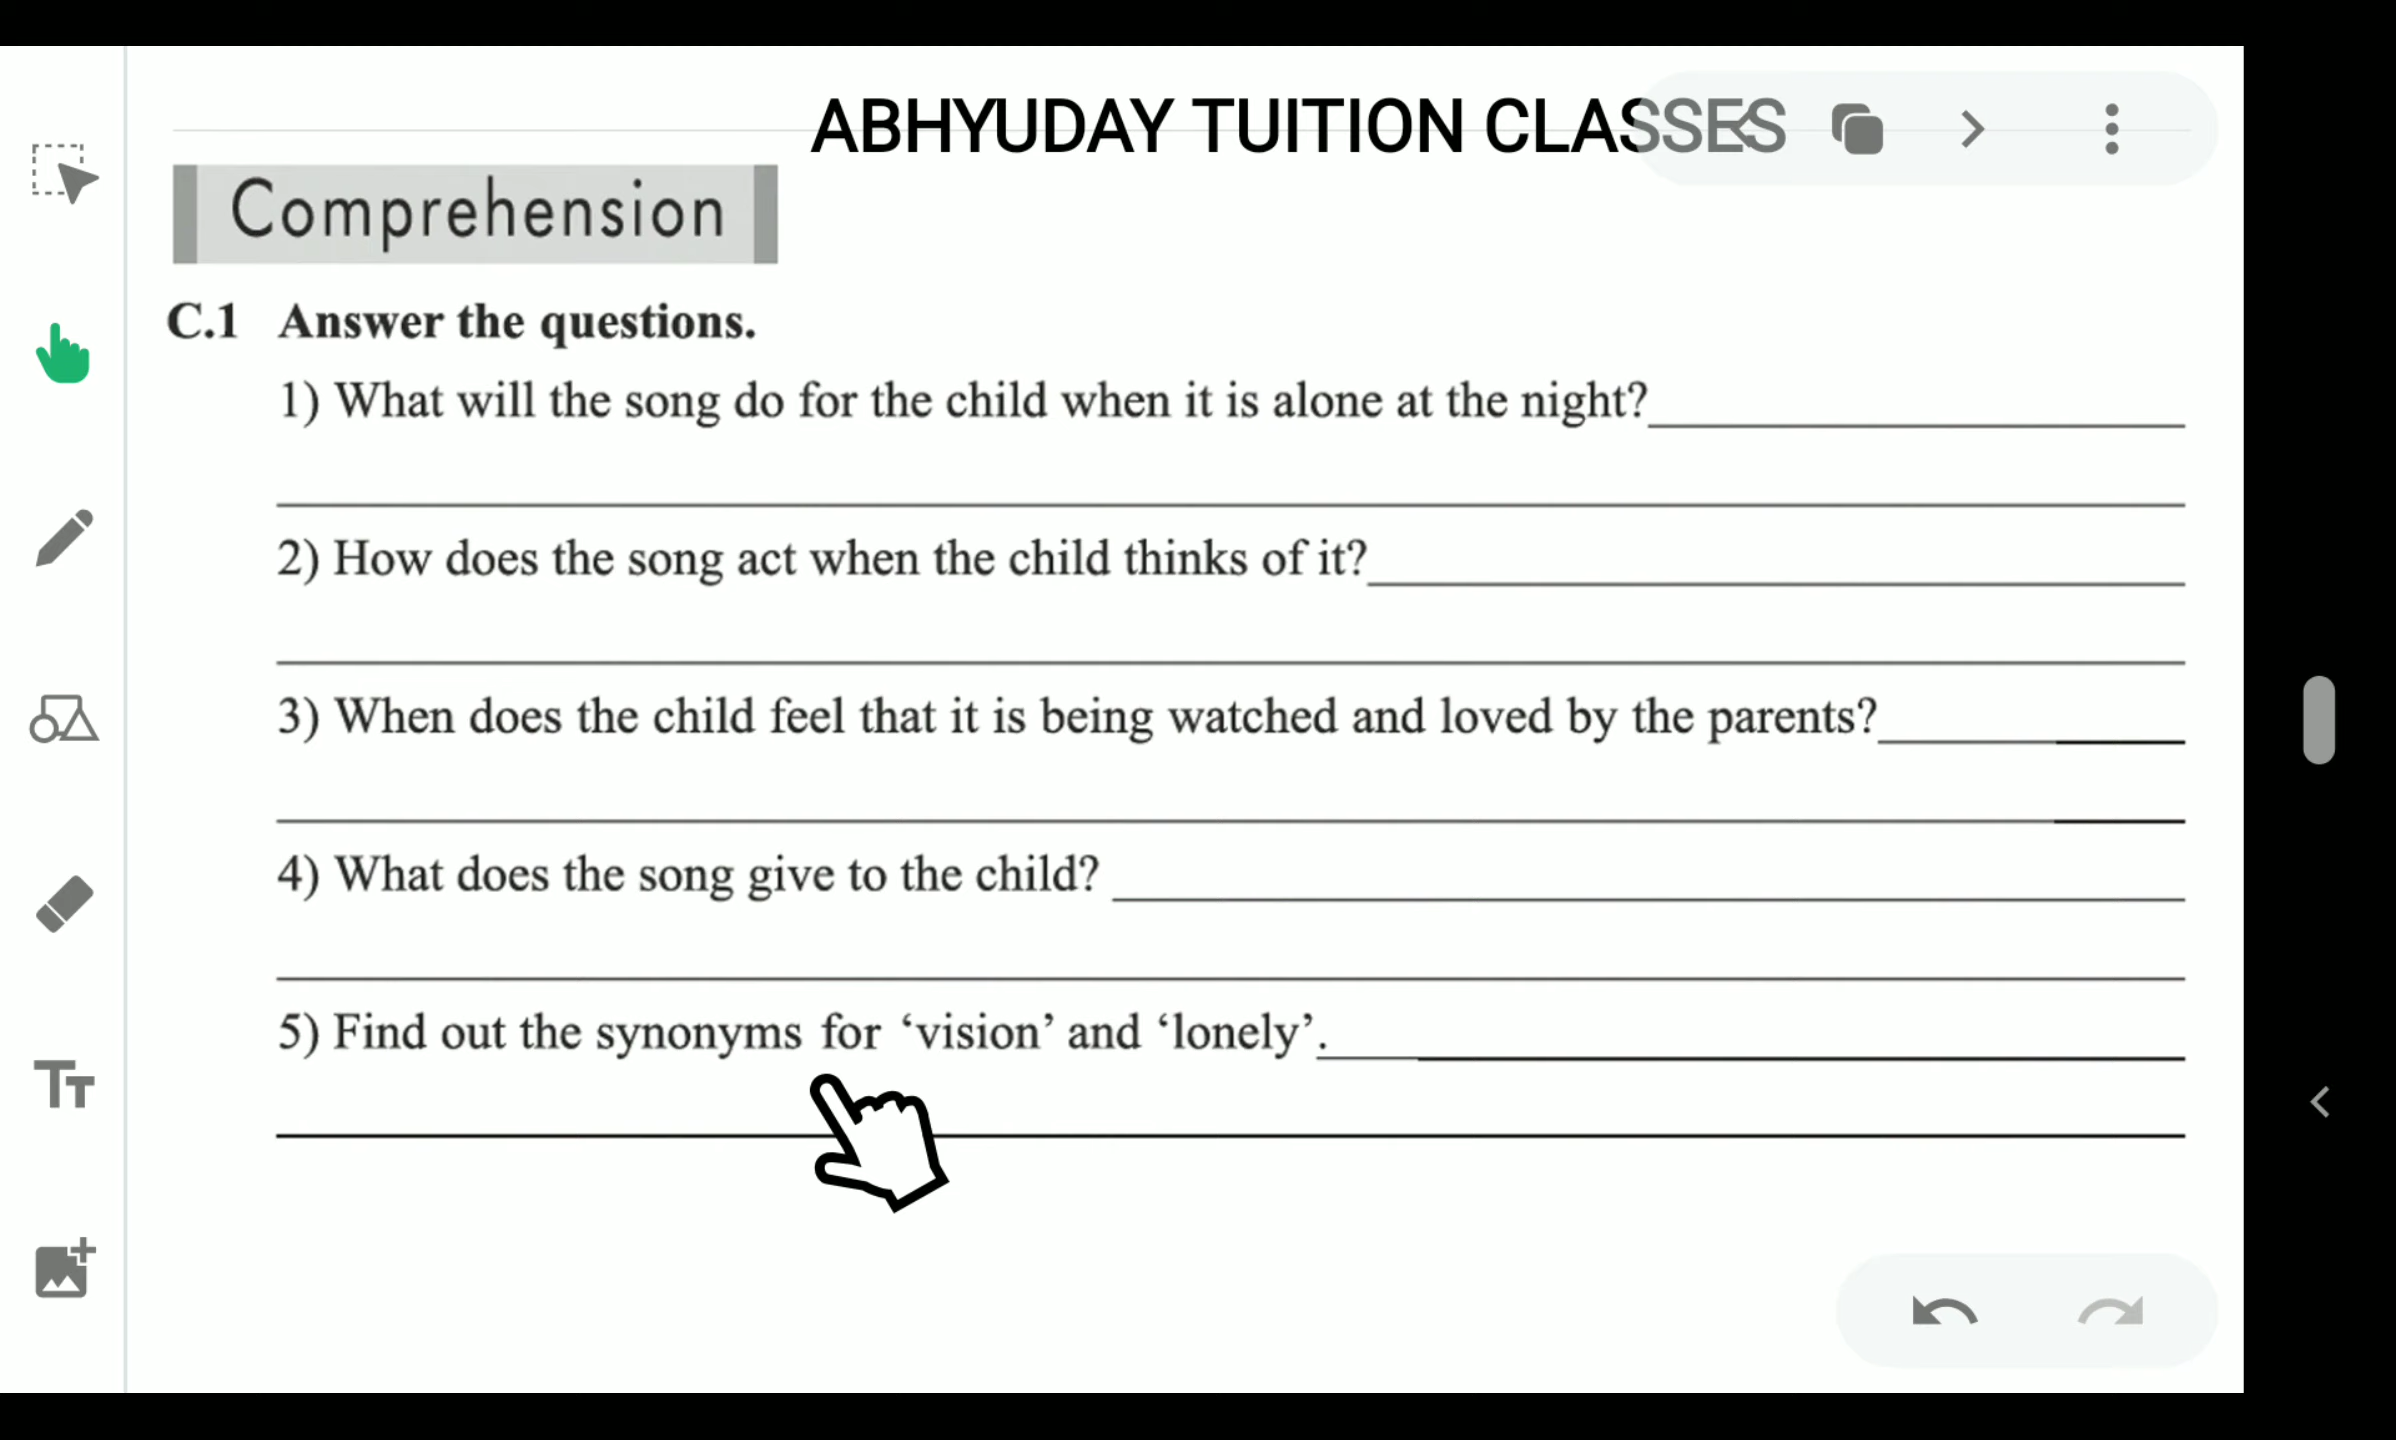 ABHYUDAY TUITION CLASSES
Comprehension
C.1 Answer the questions.
1) What will the song do for the child when it is alone at the night?
2) How does the song act when the child thinks of it?
3) When does the child feel that it is being watched and loved by the parents?
4) What does the song give to the child?
5) Find out the synonyms for ‘vision’ and ‘lonely’.
TT